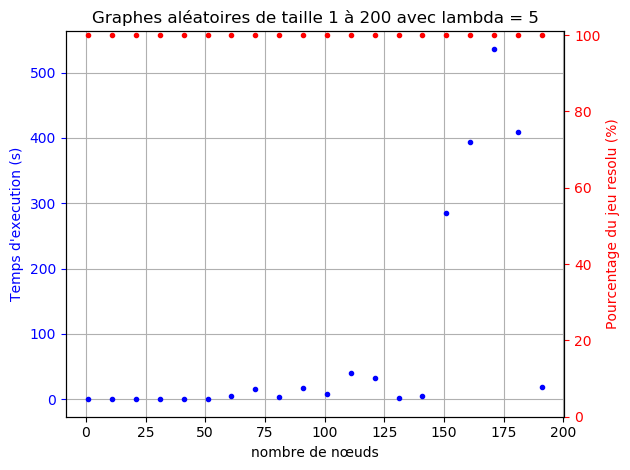 Graphes aléatoires de taille 1 à 200 avec lambda = 5
Temps d'execution (s)
500
400
300
200
100
0
100
80
60
40
20
0
Pourcentage du jeu resolu (%)
0 25 50 75 100 125 150 175 200
nombre de nœuds